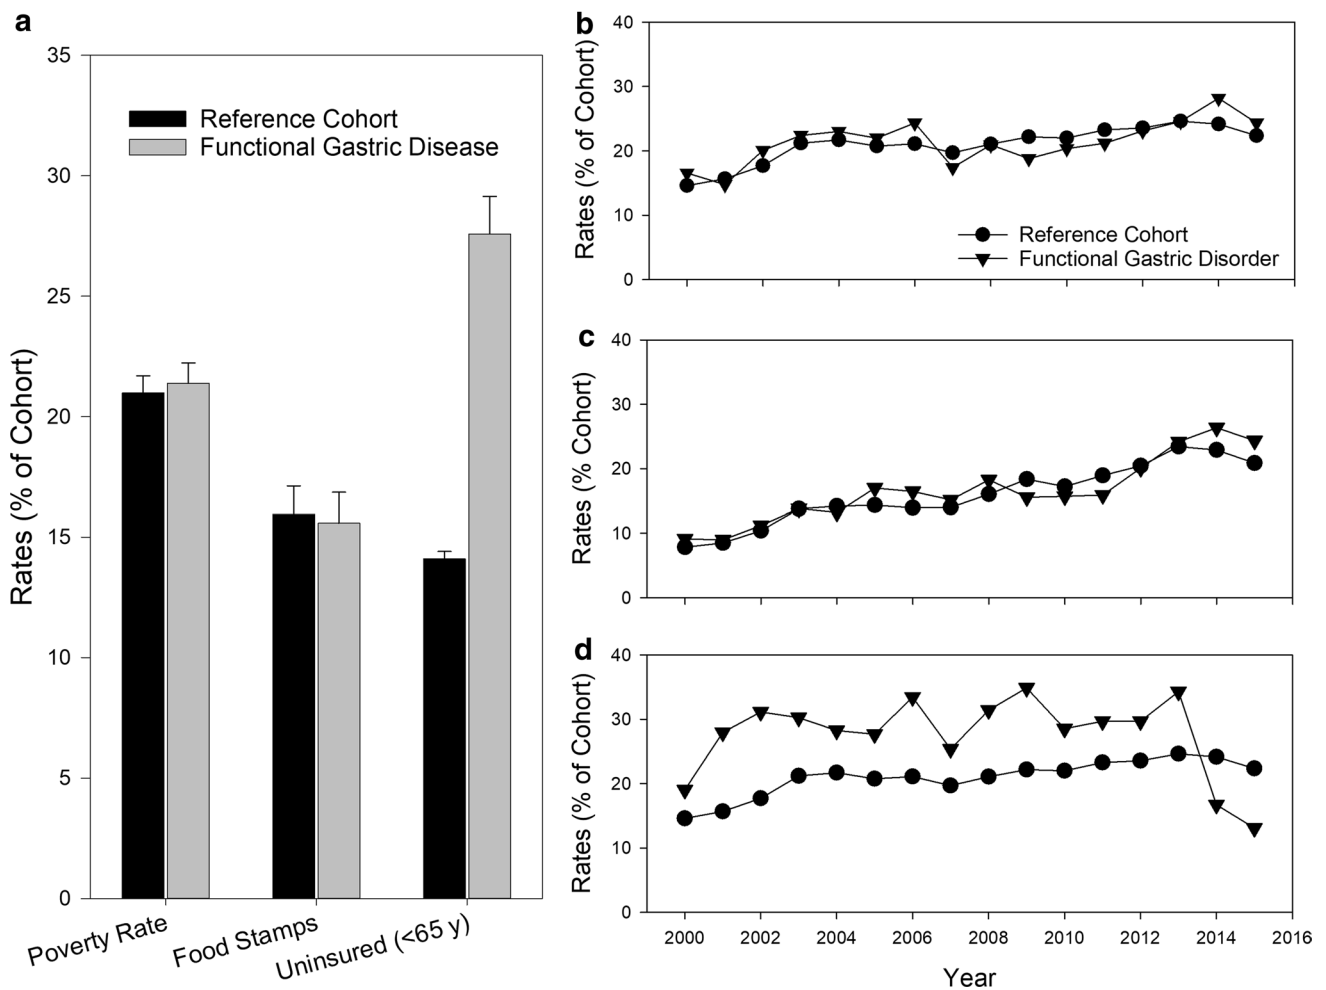 a
35
30
25
20
15
10
5
0
Rates (% of Cohort)
Reference Cohort
Functional Gastric Disease
Poverty Rate
Food Stamps
Uninsured (<65 y)
b
40
30
20
10
0
Rates (% of Cohort)
Reference Cohort
Functional Gastric Disorder
c
40
30
20
10
0
Rates (% Cohort)
d
40
30
20
10
0
Rates (% of Cohort)
2000 2002 2004 2006 2008 2010 2012 2014 2016
Year